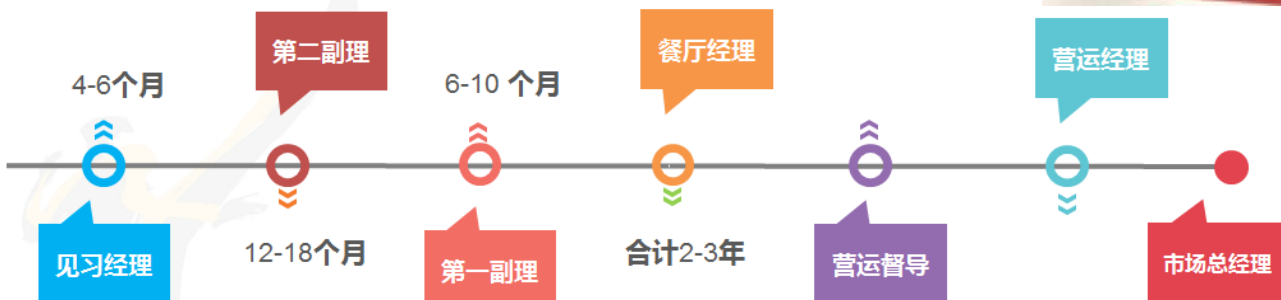 第二副理
餐厅经理
营运经理
4-6个月
6-10 个月
见习经理
12-18个月
第一副理
合计2-3年
营运督导
市场总经理